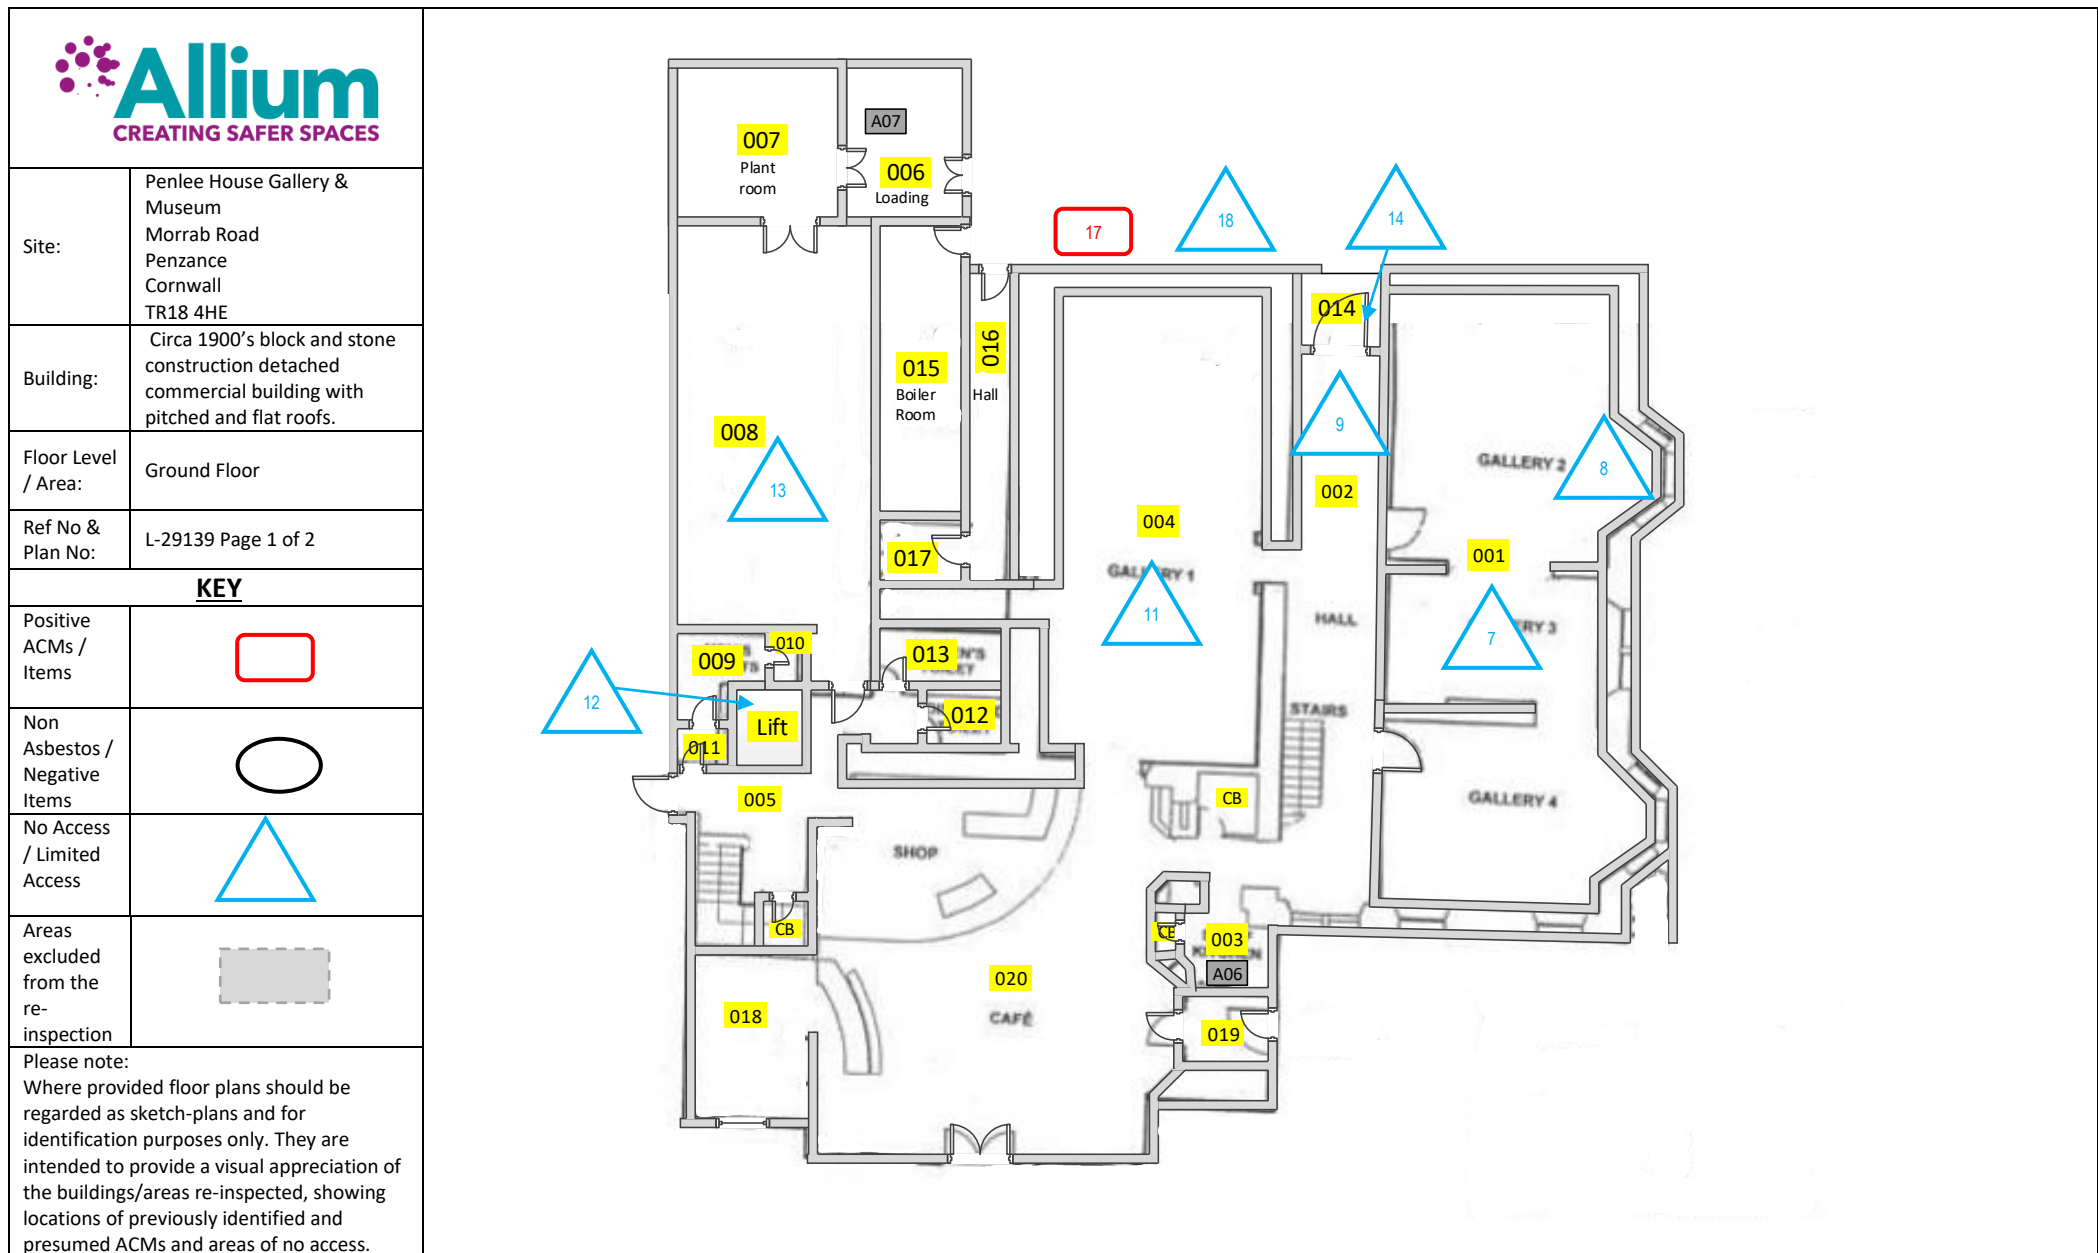 Allium
CREATING SAFER SPACES
Site:
Penlee House Gallery &
Museum
Morrab Road
Penzance
Cornwall
TR18 4HE
Building:
Circa 1900's block and stone
construction detached
commercial building with
pitched and flat roofs.
Floor Level
/ Area:
Ground Floor
Ref No &
Plan No:
L-29139 Page 1 of 2
KEY
Positive
ACMs /
Items
Non
Asbestos /
Negative
Items
No Access
/ Limited
Access
Areas
excluded
from the
re-
inspection
Please note:
Where provided floor plans should be
regarded as sketch-plans and for
identification purposes only. They are
intended to provide a visual appreciation of
the buildings/areas re-inspected, showing
locations of previously identified and
presumed ACMs and areas of no access.
A07
007
Plant
room
006
Loading
17
18
14
014
016
015
Boiler
Room
Hall
9
008
13
GALLERY 2
8
002
004
017
001
GALLERY 1
11
HALL
7
010
009
013
12
Lift
012
STAIRS
011
005
CB
GALLERY 4
SHOP
CB
003
A06
020
CAFÉ
018
019